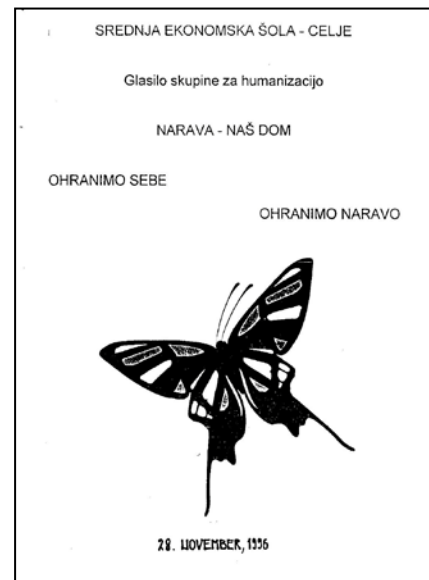 SREDNJA EKONOMSKA ŠOLA - CELJE
Glasilo skupine za humanizacijo
NARAVA - NAŠ DOM
OHRANIMO SEBE
OHRANIMO NARAVO
28. NOVEMBER, 1996